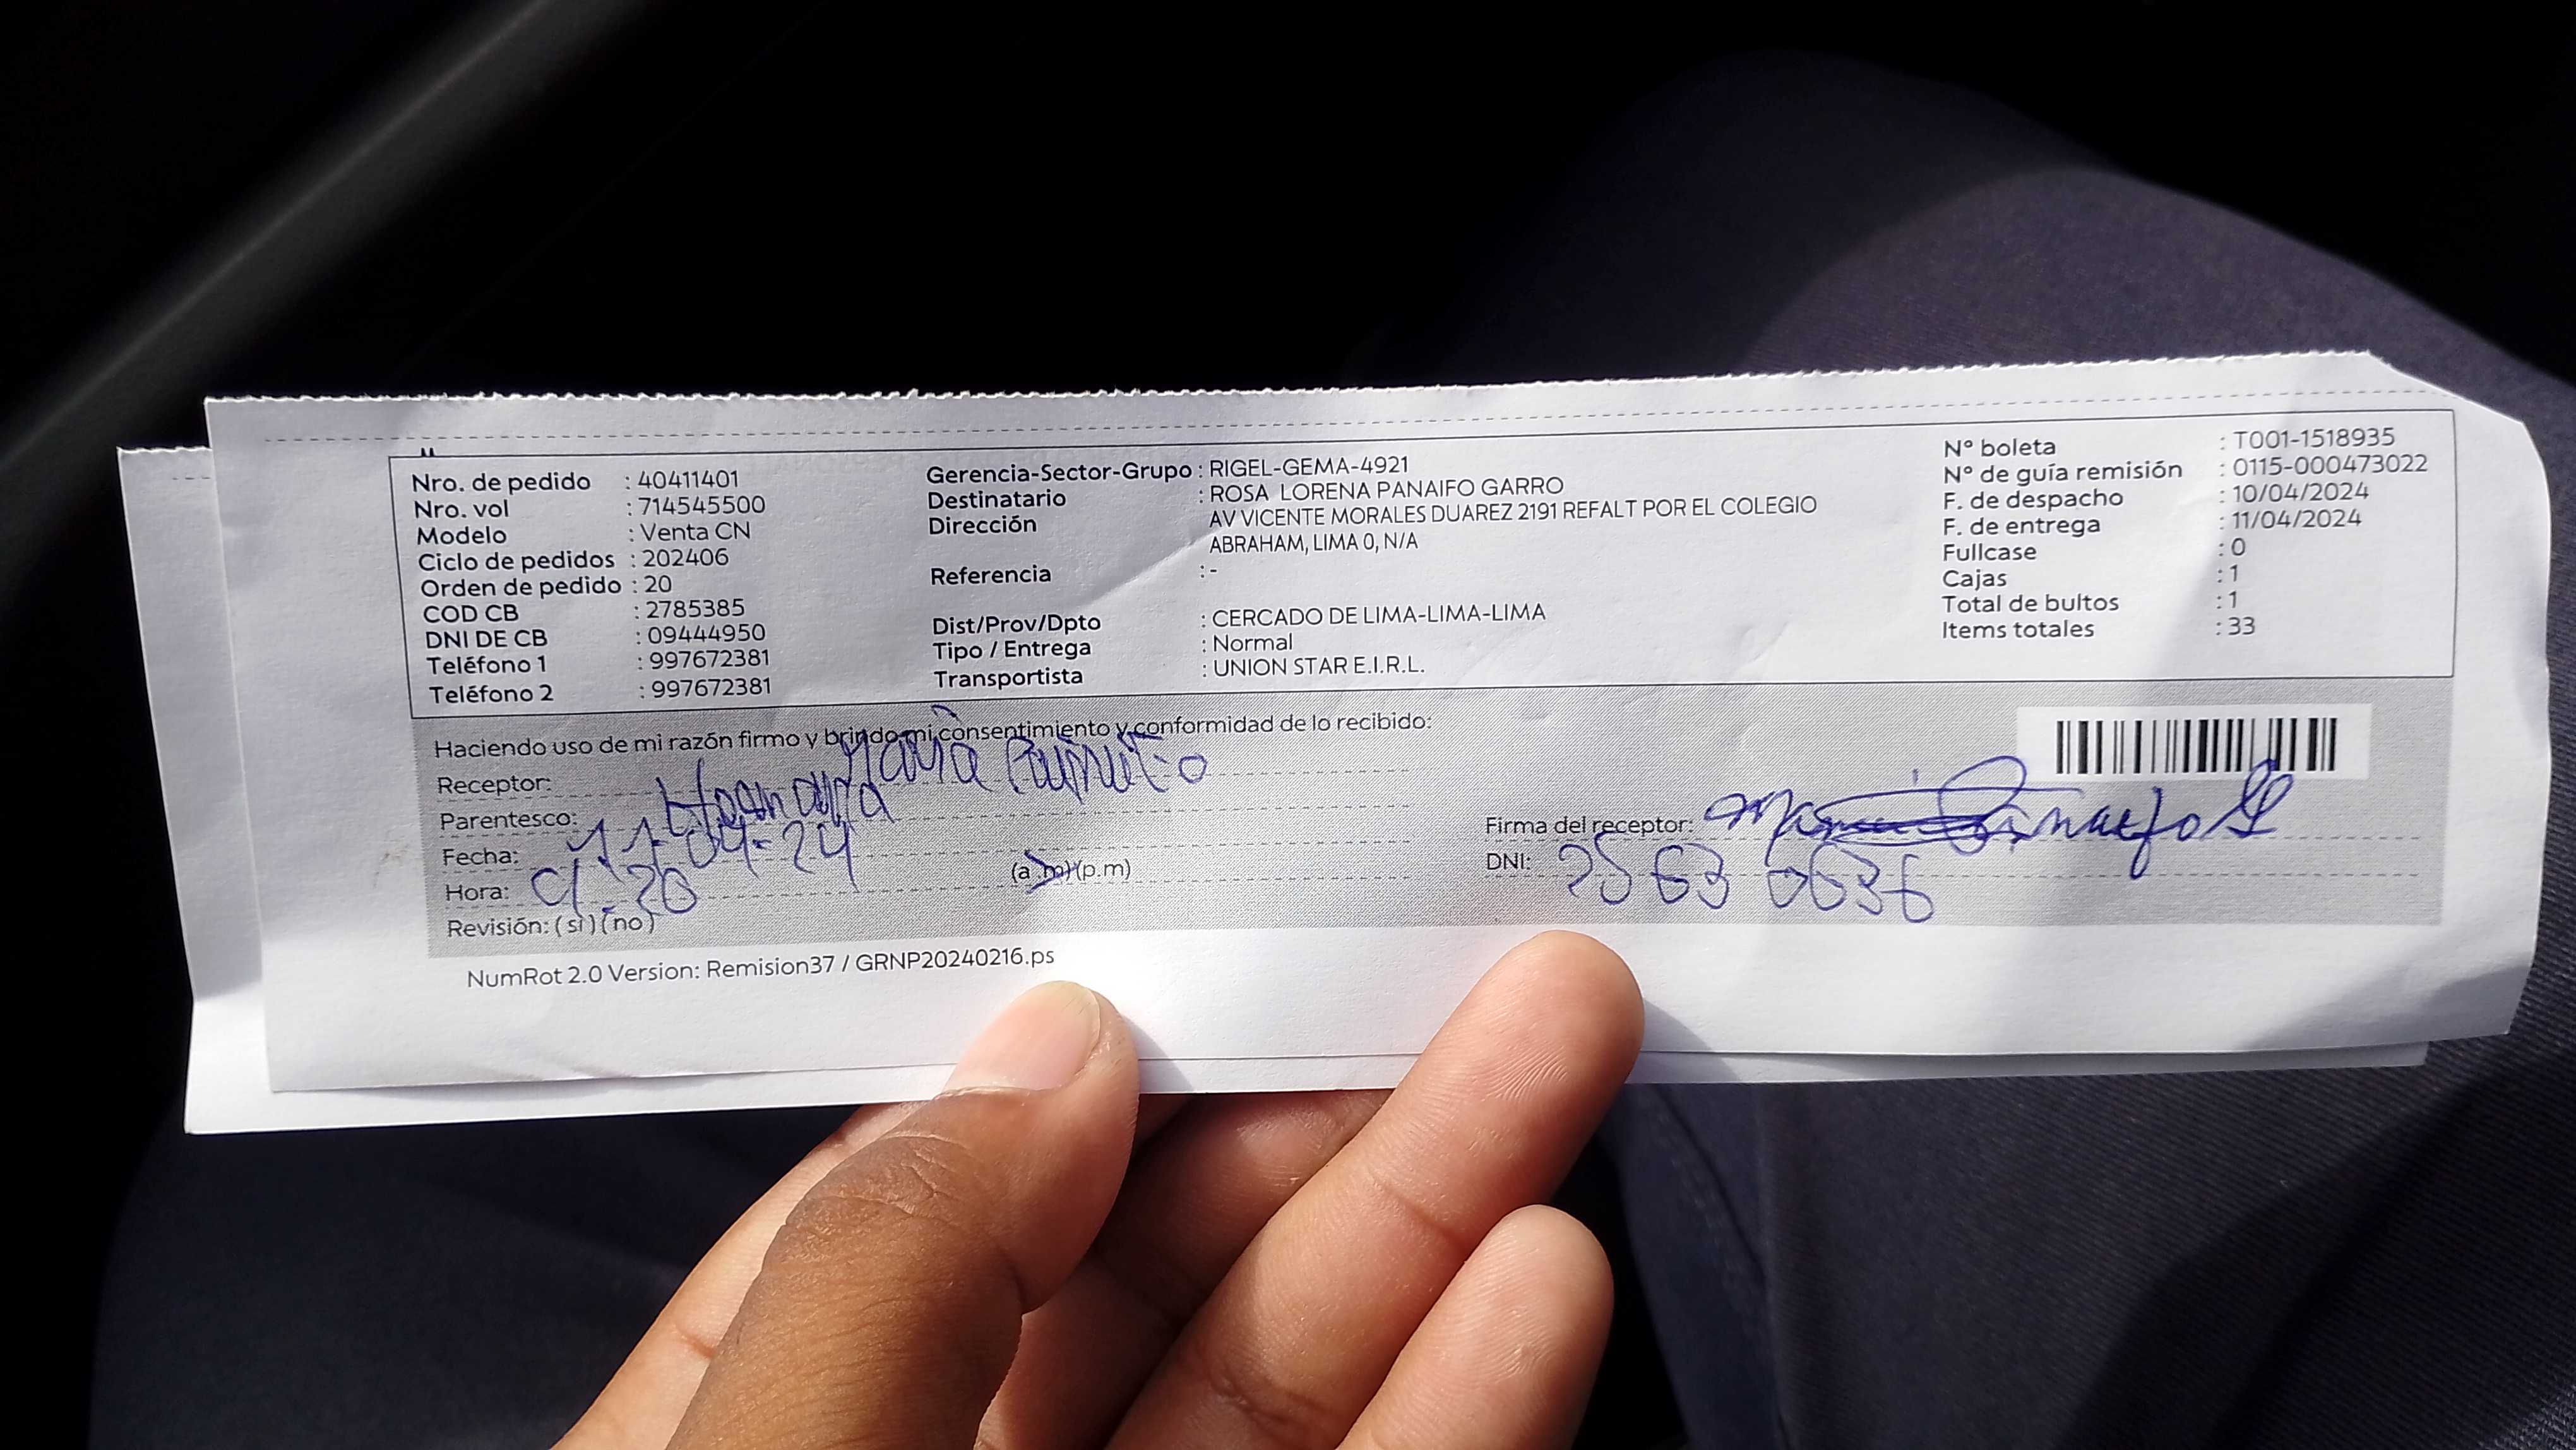 Nro. de pedido : 40411401
Nro. vol : 714545500
Modelo : Venta CN
Ciclo de pedidos : 202406
Orden de pedido : 20
COD CB : 2785385
DNI DE CB : 09444950
Teléfono 1 : 997672381
Teléfono 2 : 997672381
Gerencia-Sector-Grupo : RIGEL-GEMA-4921
Destinatario : ROSA LORENA PANAIFO GARRO
Dirección AV VICENTE MORALES DUAREZ 2191 REFALT POR EL COLEGIO
ABRAHAM, LIMA 0, N/A
Referencia : -
Dist/Prov/Dpto : CERCADO DE LIMA-LIMA-LIMA
Tipo / Entrega : Normal
Transportista : UNION STAR E.I.R.L.
N° boleta : T001-1518935
N° de guía remisión : 0115-000473022
F. de despacho : 10/04/2024
F. de entrega : 11/04/2024
Fullcase : 0
Cajas : 1
Total de bultos : 1
Items totales : 33
Haciendo uso de mi razón firmo y brindo mi consentimiento y conformidad de lo recibido:
Receptor: Maria
Parentesco: Hermana
Fecha: 11-04-24
Hora: (a.m)(p.m)
Revisión: (si) (no)
Firma del receptor:
DNI:
NumRot 2.0 Version: Remision37 / GRNP20240216.ps